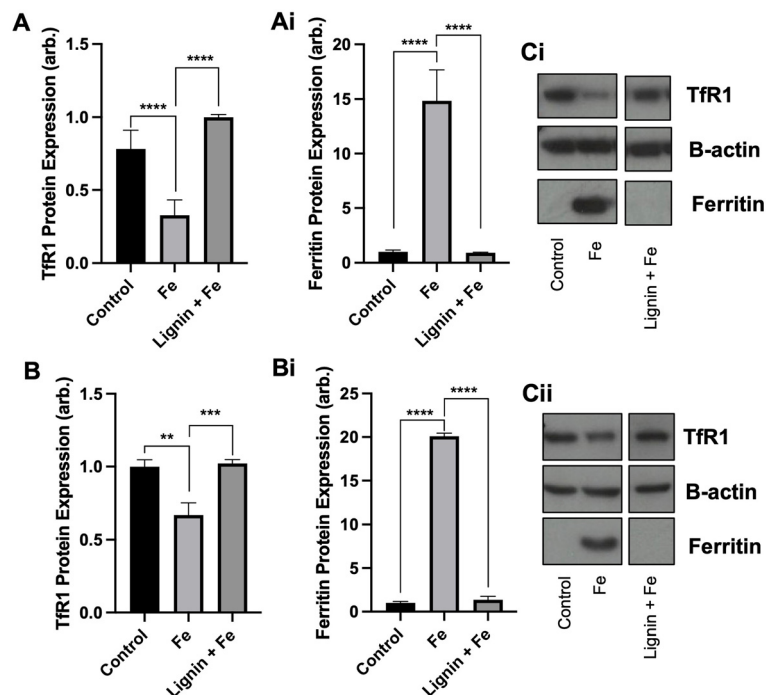 A
TfR1 Protein Expression (arb.)
1.5
1.0
0.5
0.0
****
****
Control
Fe
Lignin + Fe
Ai
Ferritin Protein Expression (arb.)
20
15
10
5
0
****
****
Control
Fe
Lignin + Fe
Ci
TfR1
B-actin
Ferritin
Control
Fe
Lignin + Fe
B
TfR1 Protein Expression (arb.)
1.5
1.0
0.5
0.0
**
***
Control
Fe
Lignin + Fe
Bi
Ferritin Protein Expression (arb.)
25
20
15
10
5
0
****
****
Control
Fe
Lignin + Fe
Cii
TfR1
B-actin
Ferritin
Control
Fe
Lignin + Fe